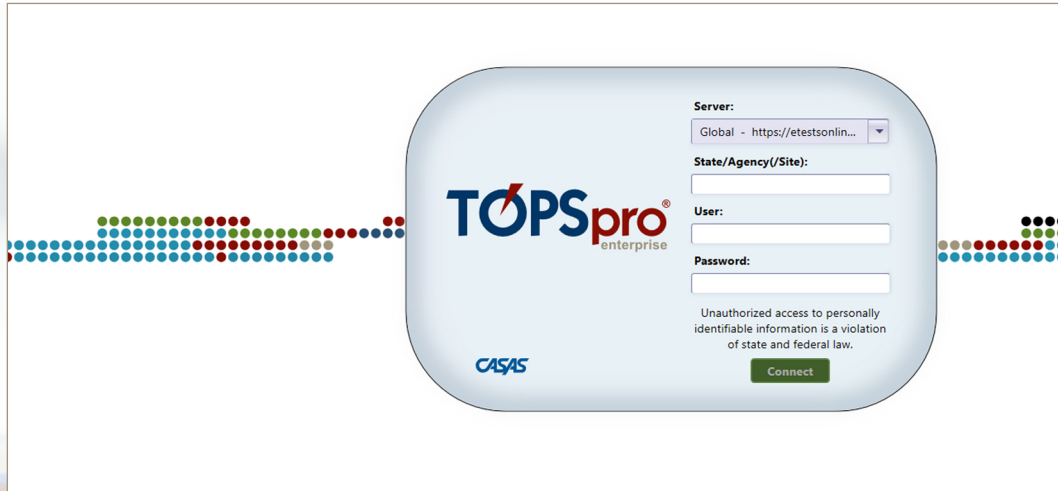 Server:
Global - https://etestsonlin...
State/Agency(/Site):
User:
Password:
TOPSpro®
enterprise
Unauthorized access to personally
identifiable information is a violation
of state and federal law.
CASAS
Connect